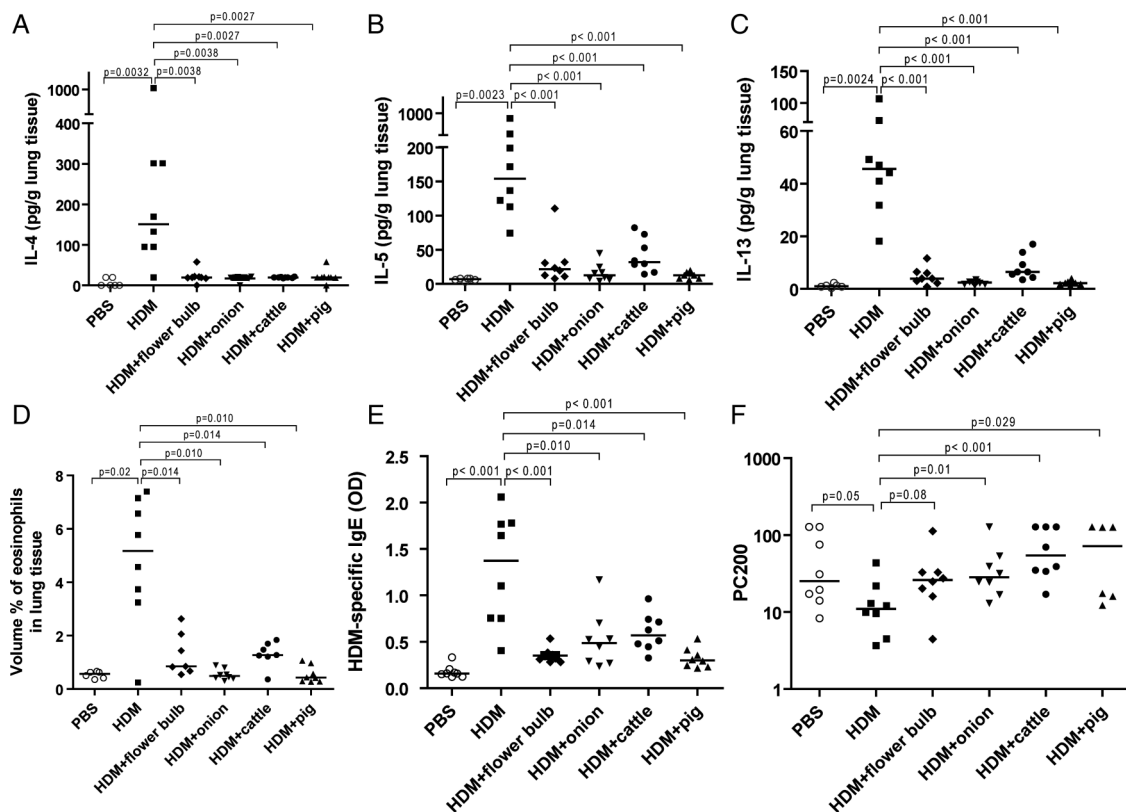 A
p=0.0027
p=0.0027
p=0.0038
p=0.0032
p=0.0038
1000
400
300
200
100
0
IL-4 (pg/g lung tissue)
PBS
HDM
HDM+flower bulb
HDM+onion
HDM+cattle
HDM+pig
B
p< 0.001
p< 0.001
p< 0.001
p=0.0023
p< 0.001
1000
200
150
100
50
0
IL-5 (pg/g lung tissue)
PBS
HDM
HDM+flower bulb
HDM+onion
HDM+cattle
HDM+pig
C
p< 0.001
p< 0.001
p< 0.001
p=0.0024
p< 0.001
150
100
60
40
20
0
IL-13 (pg/g lung tissue)
PBS
HDM
HDM+flower bulb
HDM+onion
HDM+cattle
HDM+pig
D
p=0.010
p=0.014
p=0.010
p=0.02
p=0.014
8
6
4
2
0
Volume % of eosinophils
in lung tissue
PBS
HDM
HDM+flower bulb
HDM+onion
HDM+cattle
HDM+pig
E
p< 0.001
p=0.014
p=0.010
p< 0.001
p< 0.001
2.5
2.0
1.5
1.0
0.5
0.0
HDM-specific IgE (OD)
PBS
HDM
HDM+flower bulb
HDM+onion
HDM+cattle
HDM+pig
F
p=0.029
p< 0.001
p=0.01
p=0.05
p=0.08
1000
100
10
1
PC200
PBS
HDM
HDM+flower bulb
HDM+onion
HDM+cattle
HDM+pig